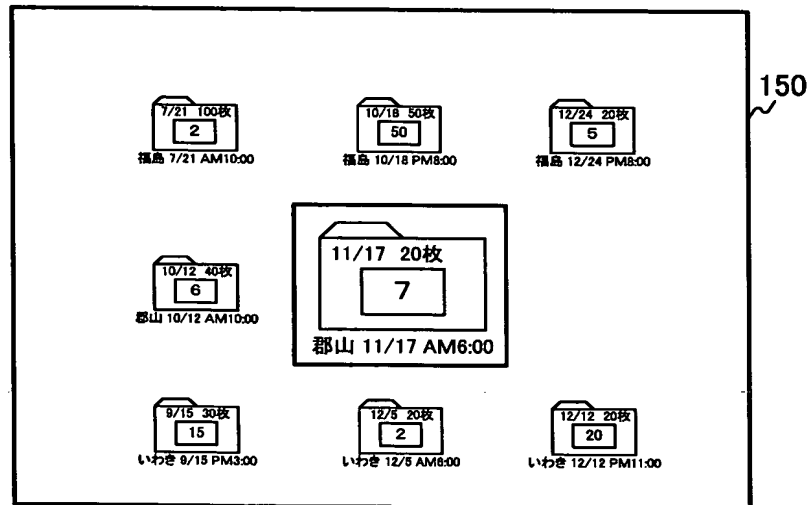 150
7/21 100枚
2
福島 7/21 AM10:00
10/18 50枚
50
福島 10/18 PM8:00
12/24 20枚
5
福島 12/24 PM8:00
10/12 40枚
6
郡山 10/12 AM10:00
11/17 20枚
7
郡山 11/17 AM6:00
9/15 30枚
15
いわき 9/15 PM3:00
12/5 20枚
2
いわき 12/5 AM6:00
12/12 20枚
20
いわき 12/12 PM11:00